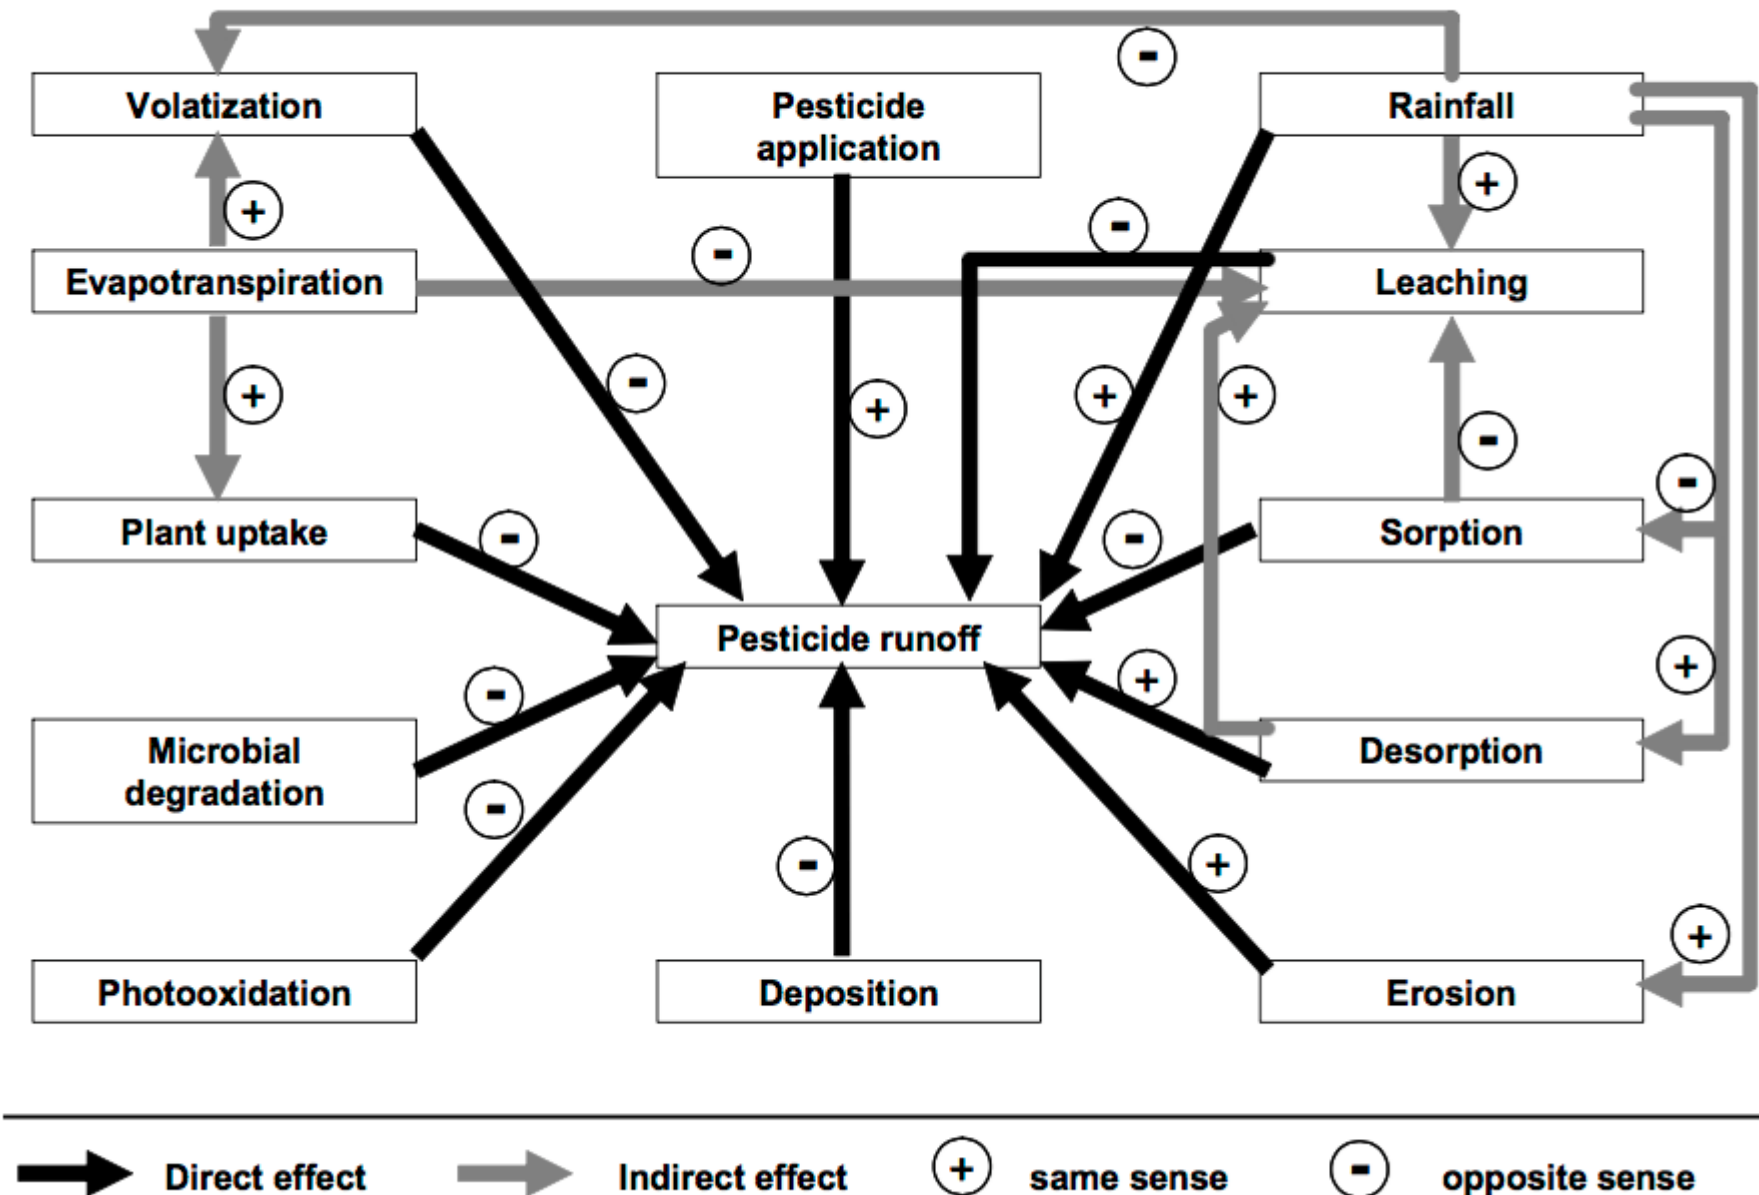 -
Volatization
Pesticide
application
Rainfall
+
+
-
-
Evapotranspiration
Leaching
-
+
+
+
+
-
-
Plant uptake
-
-
Sorption
Pesticide runoff
+
+
-
Microbial
degradation
Desorption
-
-
+
+
Photooxidation
Deposition
Erosion
Direct effect
Indirect effect
+
same sense
-
opposite sense